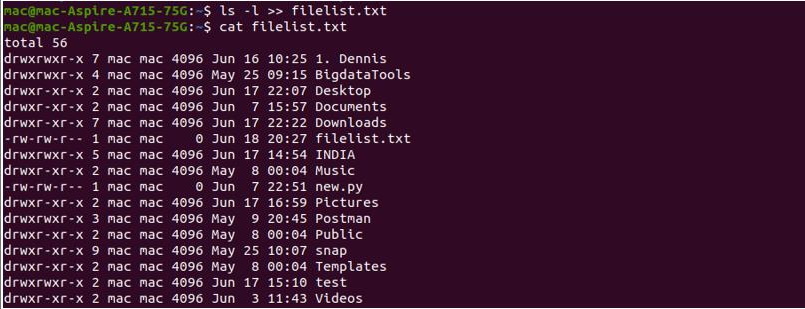 mac@mac-Aspire-A715-75G:~$ ls -l >> filelist.txt
mac@mac-Aspire-A715-75G:~$ cat filelist.txt
total 56
drwxrwxr-x 7 mac mac 4096 Jun 16 10:25 1. Dennis
drwxrwxr-x 4 mac mac 4096 May 25 09:15 BigdataTools
drwxr-xr-x 2 mac mac 4096 Jun 17 22:07 Desktop
drwxr-xr-x 2 mac mac 4096 Jun  7 15:57 Documents
drwxr-xr-x 7 mac mac 4096 Jun 17 22:22 Downloads
-rw-rw-r-- 1 mac mac    0 Jun 18 20:27 filelist.txt
drwxrwxr-x 5 mac mac 4096 Jun 17 14:54 INDIA
drwxr-xr-x 2 mac mac 4096 May  8 00:04 Music
-rw-rw-r-- 1 mac mac    0 Jun  7 22:51 new.py
drwxr-xr-x 2 mac mac 4096 Jun 17 16:59 Pictures
drwxrwxr-x 3 mac mac 4096 May  9 20:45 Postman
drwxr-xr-x 2 mac mac 4096 May  8 00:04 Public
drwxr-xr-x 9 mac mac 4096 May 25 10:07 snap
drwxr-xr-x 2 mac mac 4096 May  8 00:04 Templates
drwxrwxr-x 2 mac mac 4096 Jun 17 15:10 test
drwxr-xr-x 2 mac mac 4096 Jun  3 11:43 Videos